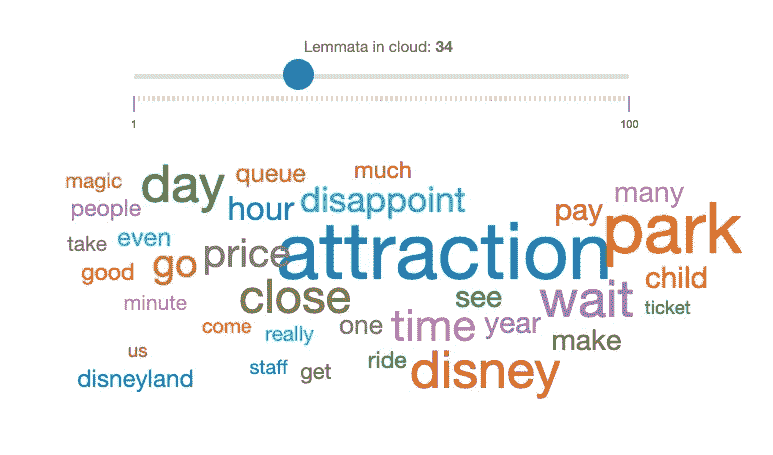 Lemmata in cloud: 34
1 100
magic day queue much many
people hour disappoint pay park
take even
good go price attraction child
minute close see wait ticket
come really one time year make
us
disneyland staff get ride disney